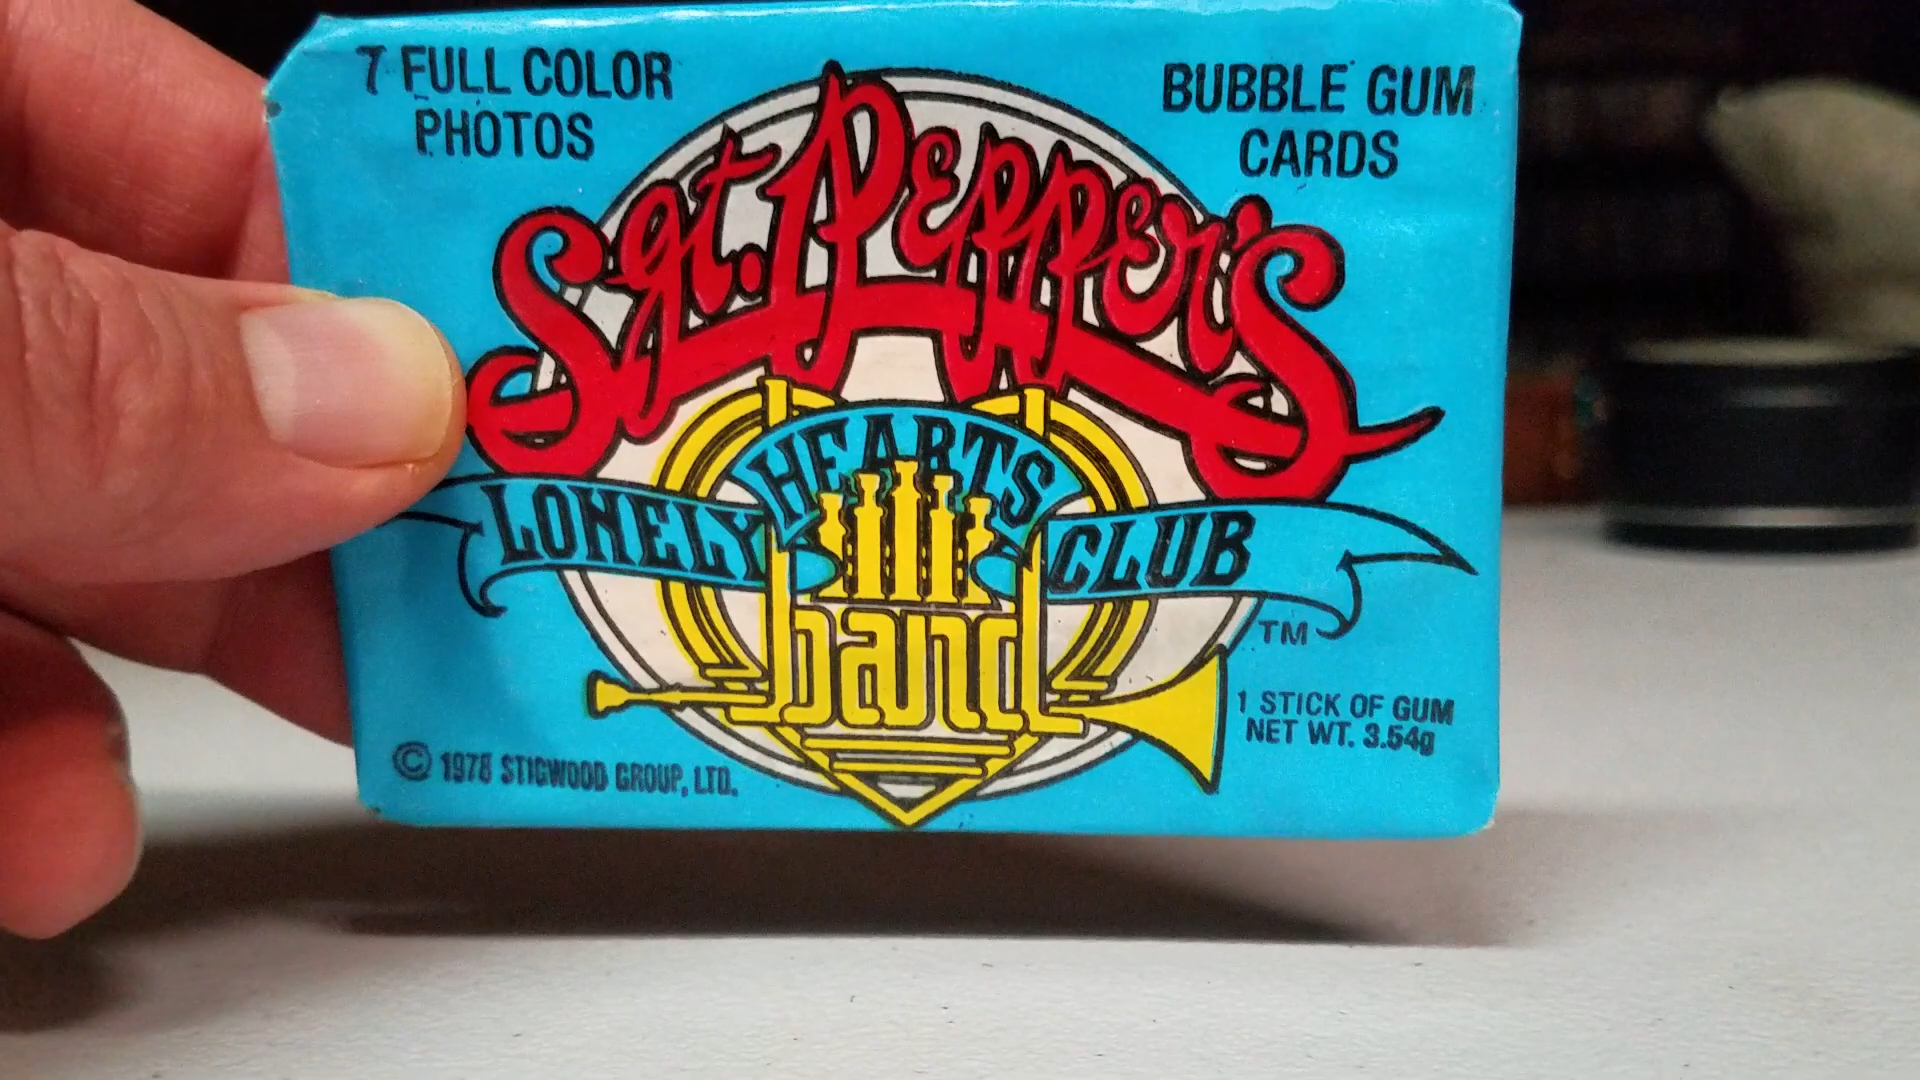 7 FULL COLOR
PHOTOS
BUBBLE GUM
CARDS
Sgt. PEPPER'S
LONELY HEARTS CLUB
band
TM
1 STICK OF GUM
NET WT. 3.54g
© 1978 STIGWOOD GROUP, LTD.